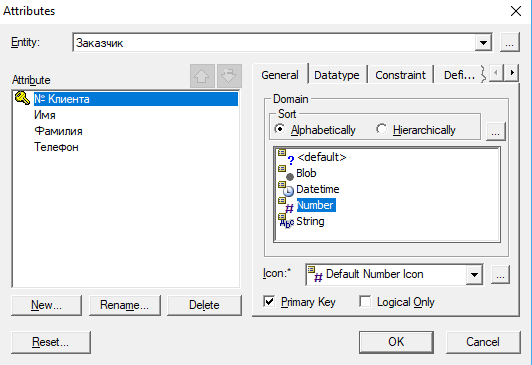 Attributes
Entity:
Заказчик
...
Attribute
№ Клиента
Имя
Фамилия
Телефон
New...
Rename...
Delete
Reset...
General
Datatype
Constraint
Defi...
Domain
Sort
Alphabetically
Hierarchically
...
<default>
Blob
Datetime
Number
String
Icon:*
Default Number Icon
...
Primary Key
Logical Only
OK
Cancel